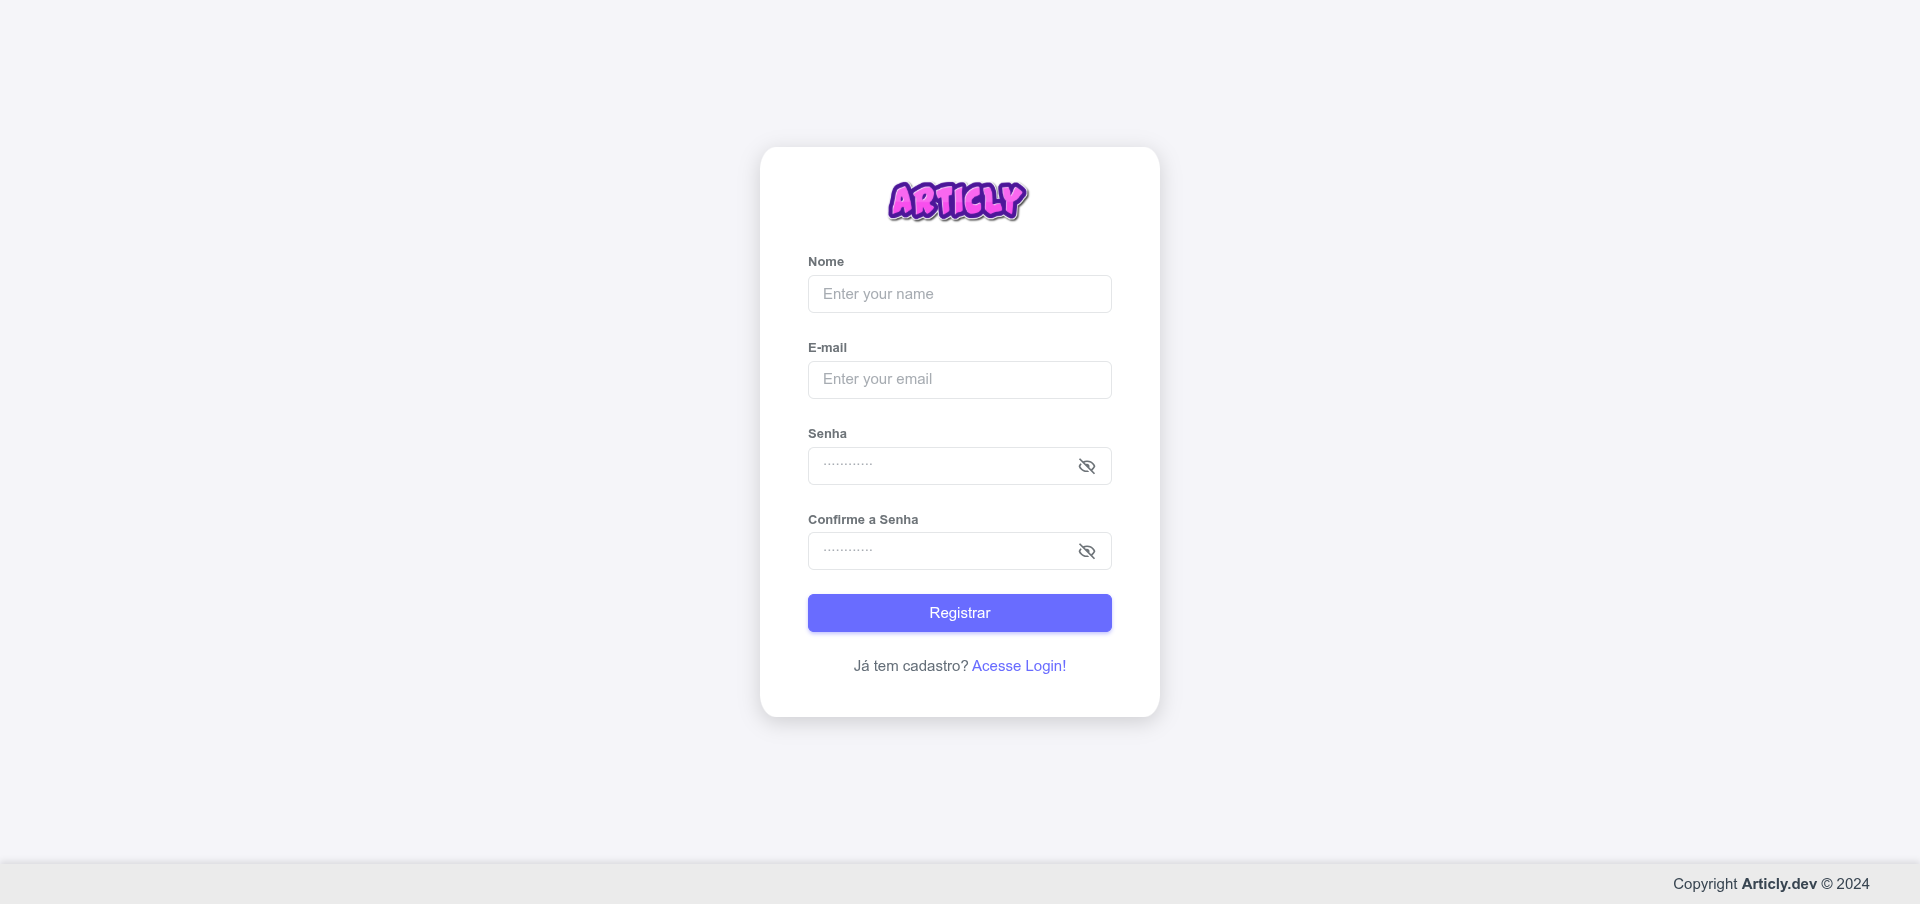 ARTICLY
Nome
Enter your name
E-mail
Enter your email
Senha
············
Confirme a Senha
············
Registrar
Já tem cadastro? Acesse Login!
Copyright Articly.dev © 2024